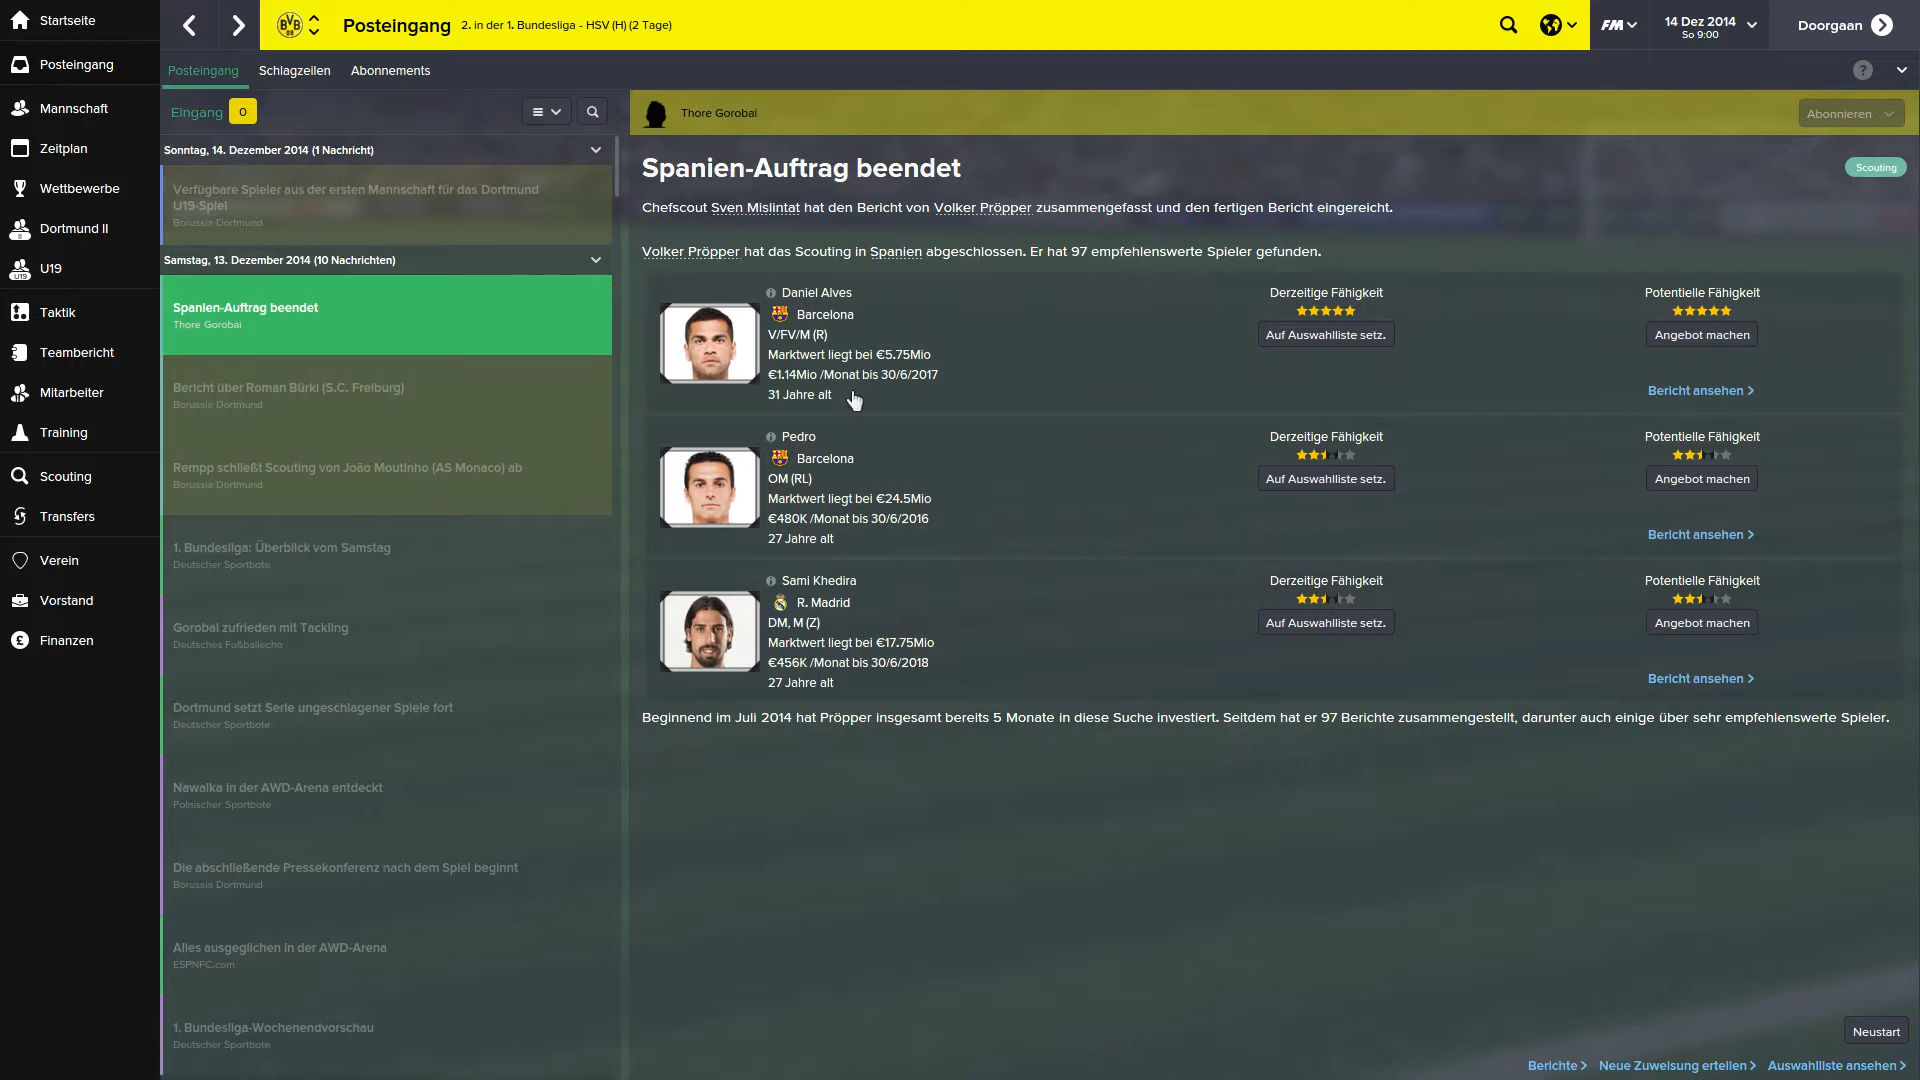 Startseite
Posteingang
Mannschaft
Zeitplan
Wettbewerbe
Dortmund II
U19
Taktik
Teambericht
Mitarbeiter
Training
Scouting
Transfers
Verein
Vorstand
Finanzen
Posteingang 2. in der 1. Bundesliga - HSV (H) (2 Tage)
FM
14 Dez 2014
So 9:00
Doorgaan
Posteingang Schlagzeilen Abonnements
?
Eingang 0
Sonntag, 14. Dezember 2014 (1 Nachricht)
Verfügbare Spieler aus der ersten Mannschaft für das Dortmund
U19-Spiel
Borussia Dortmund
Samstag, 13. Dezember 2014 (10 Nachrichten)
Spanien-Auftrag beendet
Thore Gorobai
Bericht über Roman Bürki (S.C. Freiburg)
Borussia Dortmund
Rempp schließt Scouting von João Moutinho (AS Monaco) ab
Borussia Dortmund
1. Bundesliga: Überblick vom Samstag
Deutscher Sportbote
Gorobai zufrieden mit Tackling
Deutsches Fußballecho
Dortmund setzt Serie ungeschlagener Spiele fort
Deutscher Sportbote
Nawalka in der AWD-Arena entdeckt
Polnischer Sportbote
Die abschließende Pressekonferenz nach dem Spiel beginnt
Borussia Dortmund
Alles ausgeglichen in der AWD-Arena
ESPNFC.com
1. Bundesliga-Wochenendvorschau
Deutscher Sportbote
Thore Gorobai
Abonnieren
Spanien-Auftrag beendet
Scouting
Chefscout Sven Mislintat hat den Bericht von Volker Pröpper zusammengefasst und den fertigen Bericht eingereicht.
Volker Pröpper hat das Scouting in Spanien abgeschlossen. Er hat 97 empfehlenswerte Spieler gefunden.
Daniel Alves
Barcelona
V/FV/M (R)
Marktwert liegt bei €5.75Mio
€1.14Mio /Monat bis 30/6/2017
31 Jahre alt
Derzeitige Fähigkeit
Auf Auswahlliste setz.
Potentielle Fähigkeit
Angebot machen
Bericht ansehen >
Pedro
Barcelona
OM (RL)
Marktwert liegt bei €24.5Mio
€480K /Monat bis 30/6/2016
27 Jahre alt
Derzeitige Fähigkeit
Auf Auswahlliste setz.
Potentielle Fähigkeit
Angebot machen
Bericht ansehen >
Sami Khedira
R. Madrid
DM, M (Z)
Marktwert liegt bei €17.75Mio
€456K /Monat bis 30/6/2018
27 Jahre alt
Derzeitige Fähigkeit
Auf Auswahlliste setz.
Potentielle Fähigkeit
Angebot machen
Bericht ansehen >
Beginnend im Juli 2014 hat Pröpper insgesamt bereits 5 Monate in diese Suche investiert. Seitdem hat er 97 Berichte zusammengestellt, darunter auch einige über sehr empfehlenswerte Spieler.
Neustart
Berichte > Neue Zuweisung erteilen > Auswahlliste ansehen >